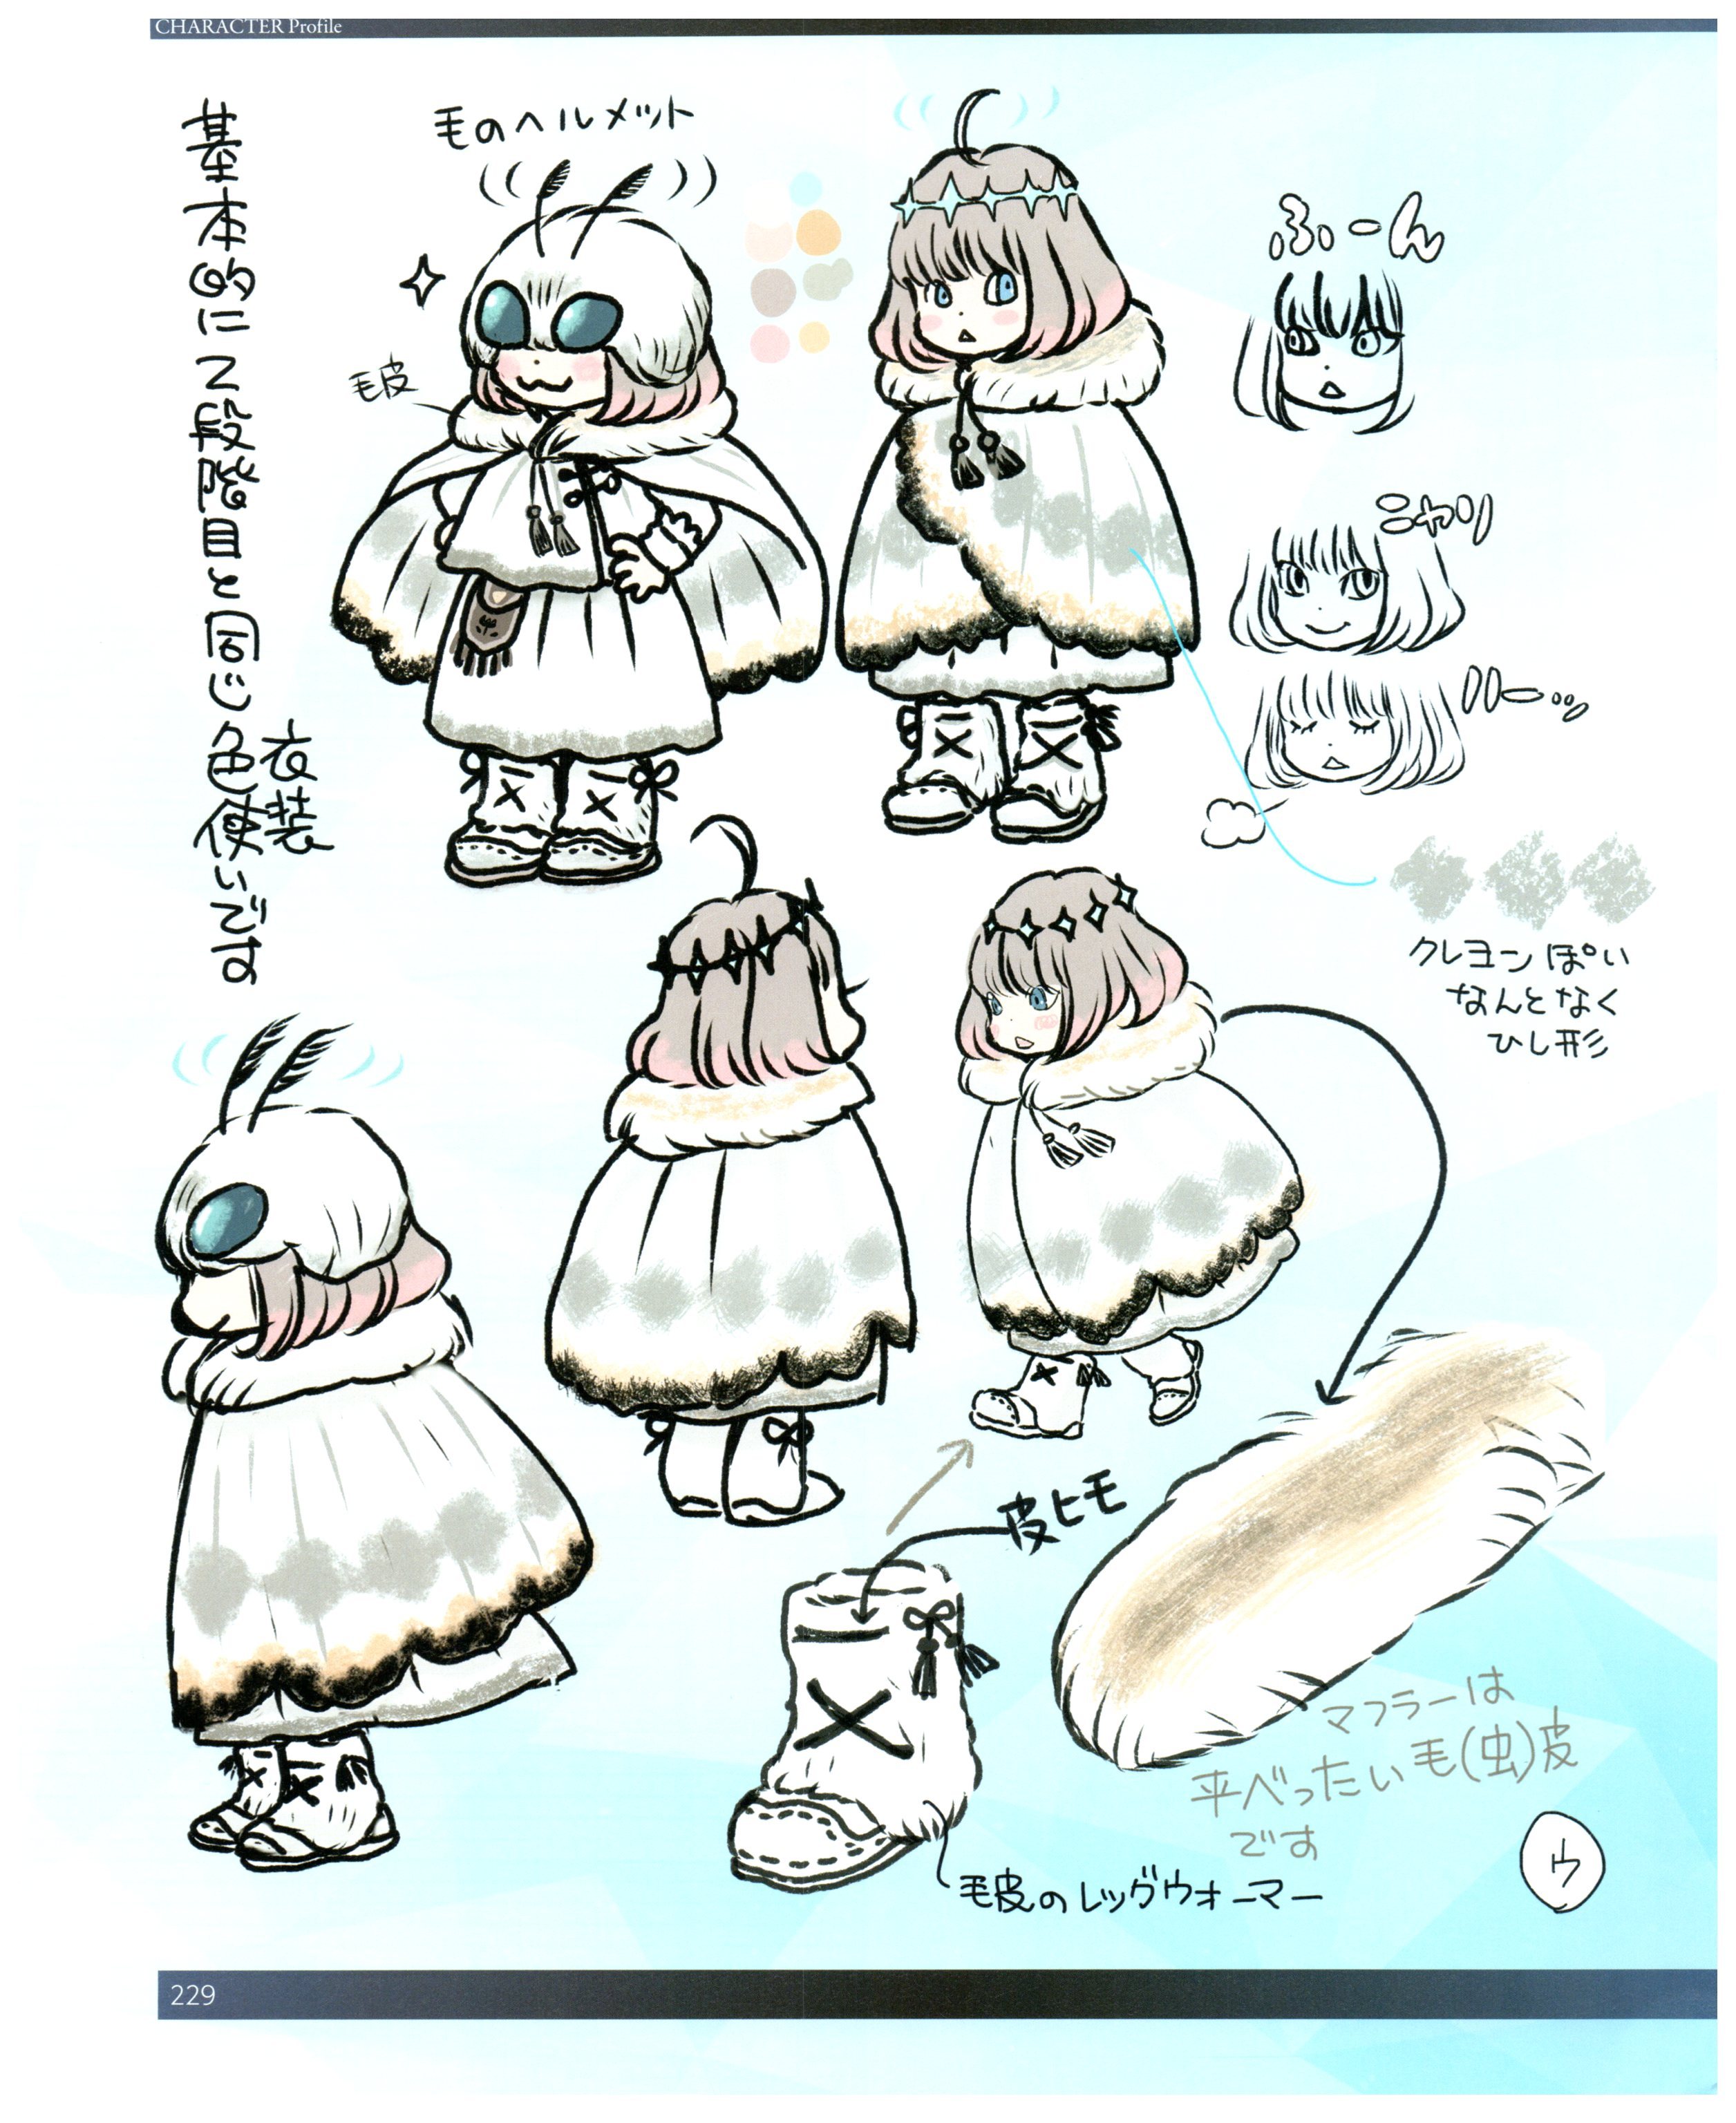 CHARACTER Profile
基本的に2段階目と同じ色使いです
衣装
毛のヘルメット
毛皮
ふーん
ニヤリ
ハー…ッ
クレヨンぽい
なんとなく
ひし形
皮ヒモ
マフラーは
平べったい毛(虫)皮
です
毛皮のレッグウォーマー
ウ
229